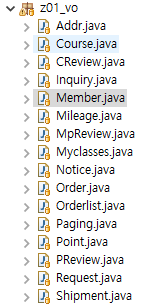 z01_vo
Addr.java
Course.java
CReview.java
Inquiry.java
Member.java
Mileage.java
MpReview.java
Myclasses.java
Notice.java
Order.java
Orderlist.java
Paging.java
Point.java
PReview.java
Request.java
Shipment.java